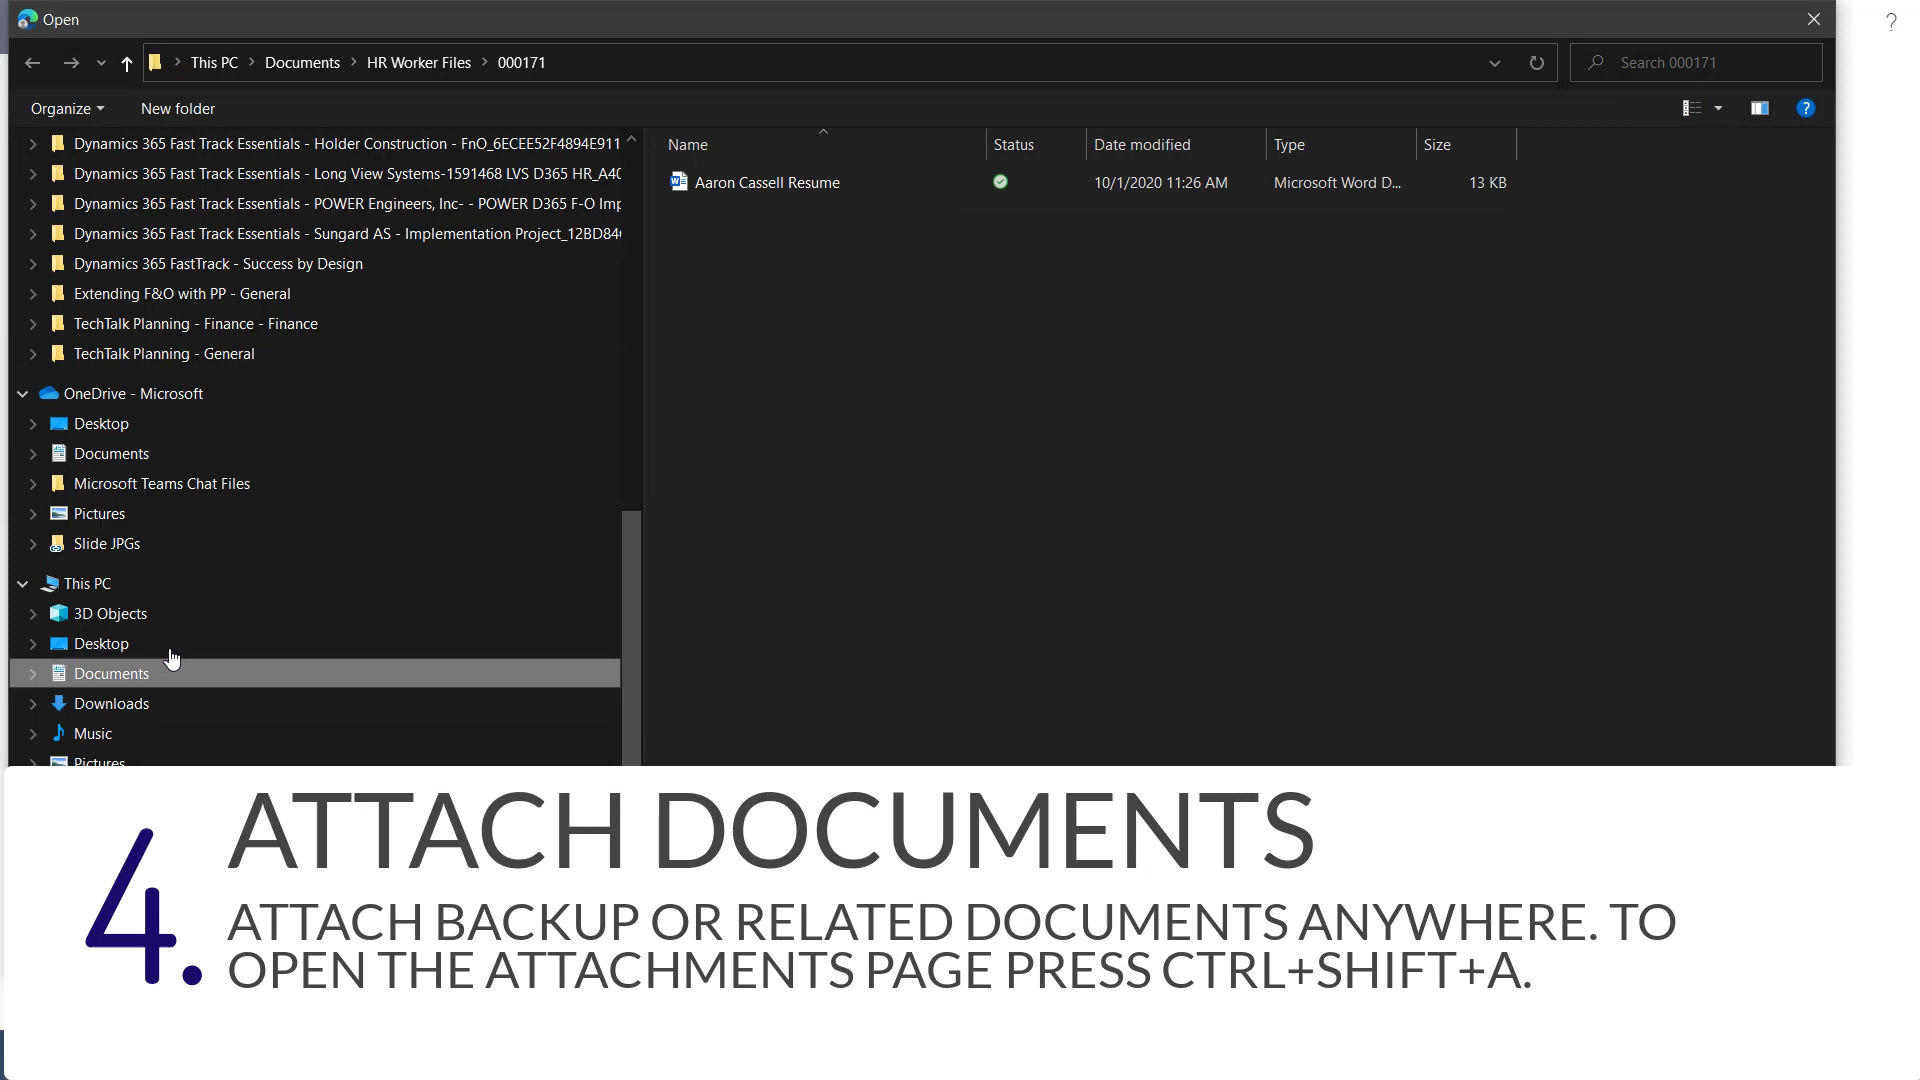 Open
?
This PC
Documents
HR Worker Files
000171
Search 000171
Organize
New folder
?
Dynamics 365 Fast Track Essentials - Holder Construction - FnO_6ECEE52F4894E911
Dynamics 365 Fast Track Essentials - Long View Systems-1591468 LVS D365 HR_A40
Dynamics 365 Fast Track Essentials - POWER Engineers, Inc- - POWER D365 F-O Imp
Dynamics 365 Fast Track Essentials - Sungard AS - Implementation Project_12BD84
Dynamics 365 FastTrack - Success by Design
Extending F&O with PP - General
TechTalk Planning - Finance - Finance
TechTalk Planning - General
OneDrive - Microsoft
Desktop
Documents
Microsoft Teams Chat Files
Pictures
Slide JPGs
This PC
3D Objects
Desktop
Documents
Downloads
Music
Pictures
Name
Status
Date modified
Type
Size
Aaron Cassell Resume
10/1/2020 11:26 AM
Microsoft Word D...
13 KB
4.
ATTACH DOCUMENTS
ATTACH BACKUP OR RELATED DOCUMENTS ANYWHERE. TO
OPEN THE ATTACHMENTS PAGE PRESS CTRL+SHIFT+A.